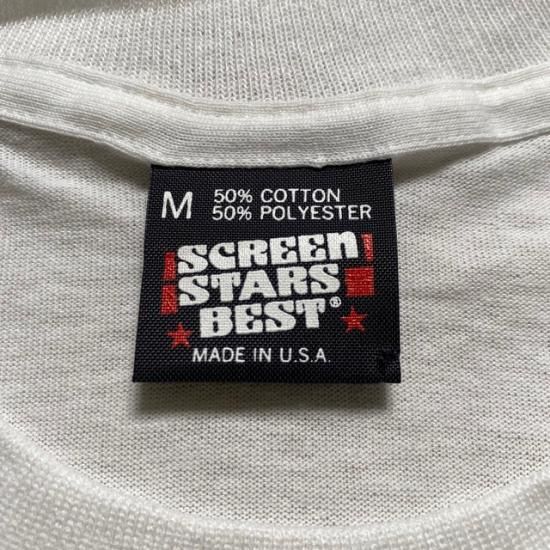 M 50% COTTON
50% POLYESTER
SCREEN
STARS
BEST®
MADE IN U.S.A.